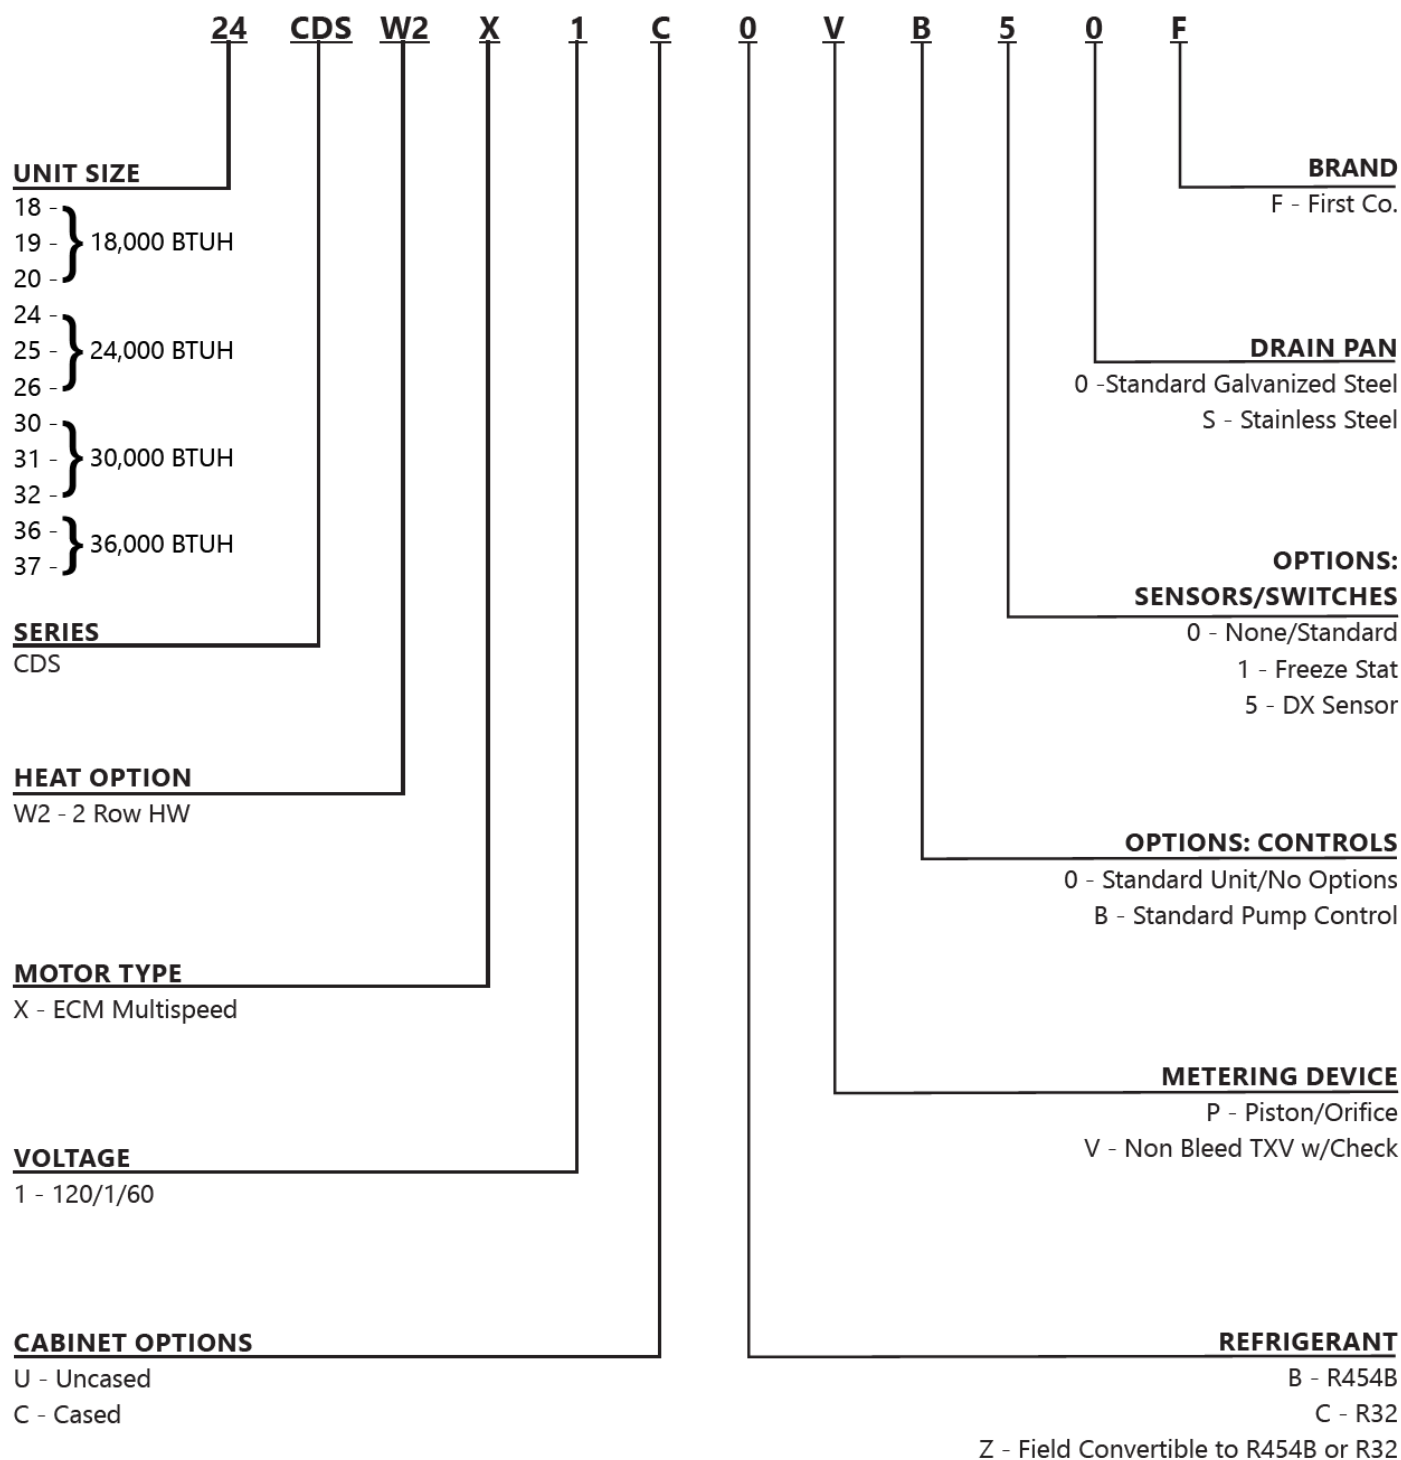 24 CDS W2 X 1 C 0 V B 5 0 F
UNIT SIZE
18 -
19 - 18,000 BTUH
20 -
24 -
25 - 24,000 BTUH
26 -
30 -
31 - 30,000 BTUH
32 -
36 -
36,000 BTUH
37 -
SERIES
CDS
HEAT OPTION
W2 - 2 Row HW
MOTOR TYPE
X - ECM Multispeed
VOLTAGE
1 - 120/1/60
CABINET OPTIONS
U - Uncased
C - Cased
BRAND
F - First Co.
DRAIN PAN
0 -Standard Galvanized Steel
S - Stainless Steel
OPTIONS:
SENSORS/SWITCHES
0 - None/Standard
1 - Freeze Stat
5 - DX Sensor
OPTIONS: CONTROLS
0 - Standard Unit/No Options
B - Standard Pump Control
METERING DEVICE
P - Piston/Orifice
V - Non Bleed TXV w/Check
REFRIGERANT
B - R454B
C - R32
Z - Field Convertible to R454B or R32